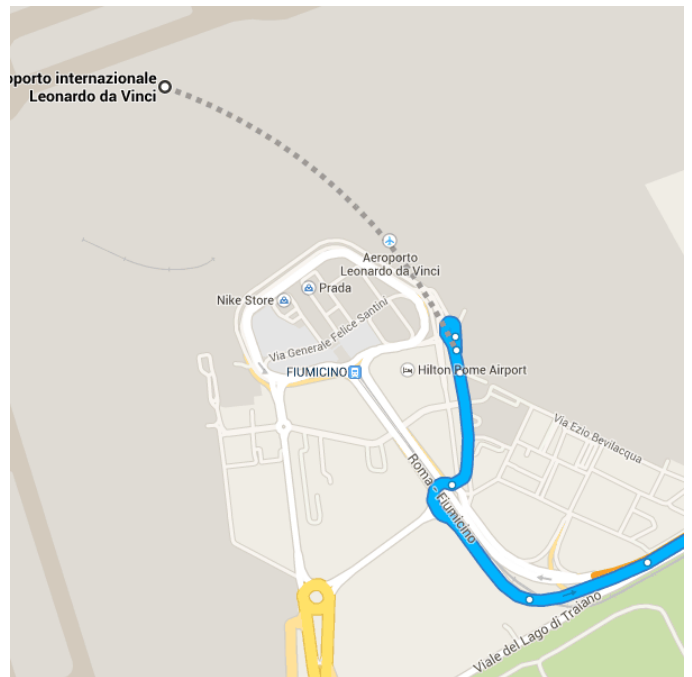 oporto internazionale
Leonardo da Vinci
Aeroporto
Leonardo da Vinci
Prada
Nike Store
Via Generale Felice Santini
FIUMICINO
Hilton Rome Airport
Via Ezio Bevilacqua
Roma - Fiumicino
Viale del Lago di Traiano